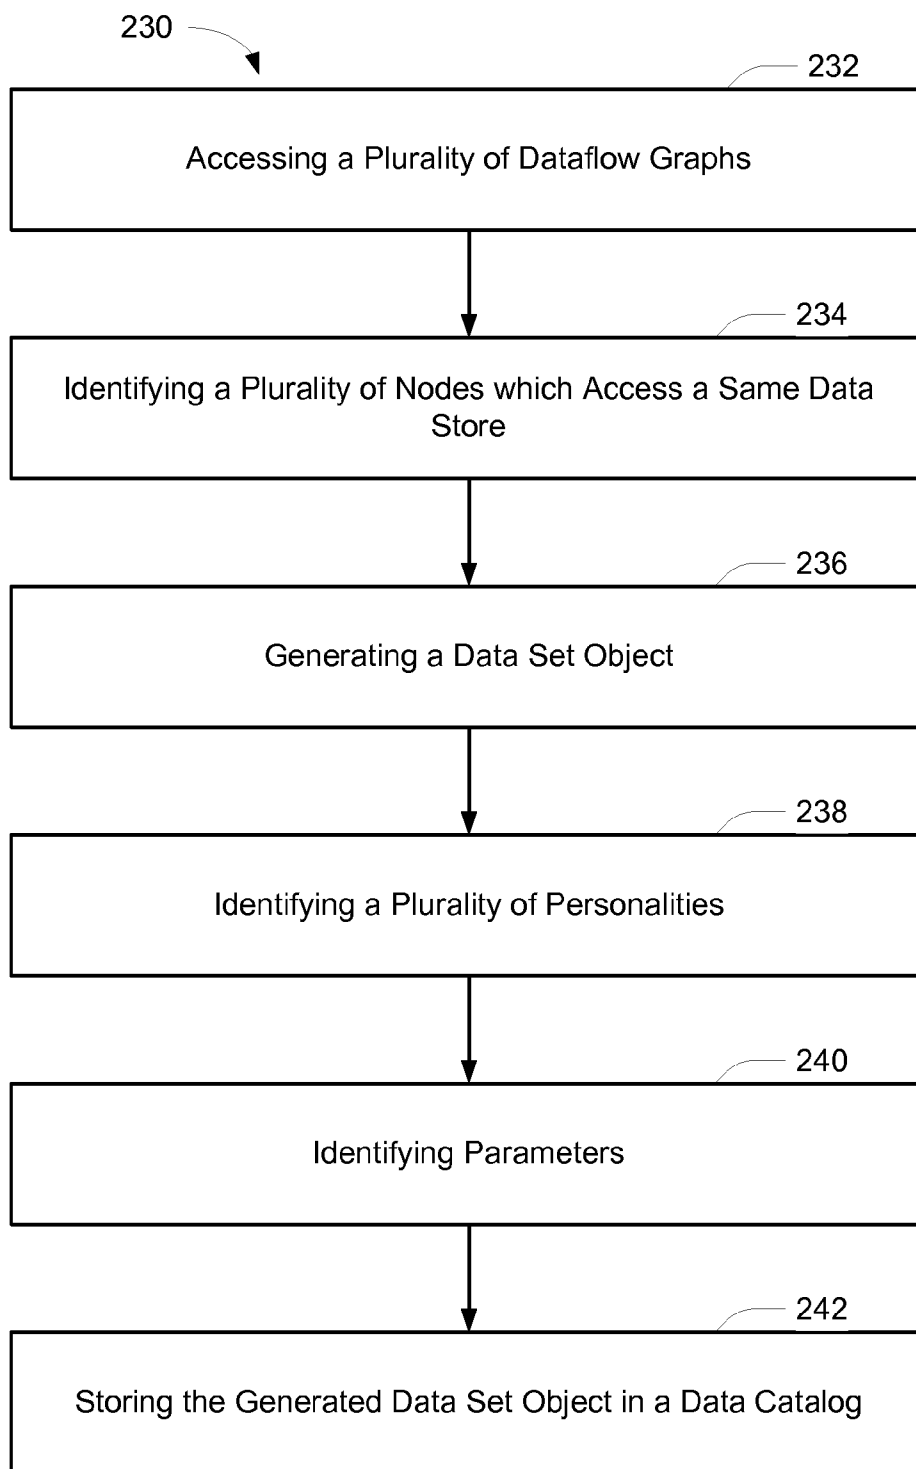 230
232
Accessing a Plurality of Dataflow Graphs
234
Identifying a Plurality of Nodes which Access a Same Data
Store
236
Generating a Data Set Object
238
Identifying a Plurality of Personalities
240
Identifying Parameters
242
Storing the Generated Data Set Object in a Data Catalog